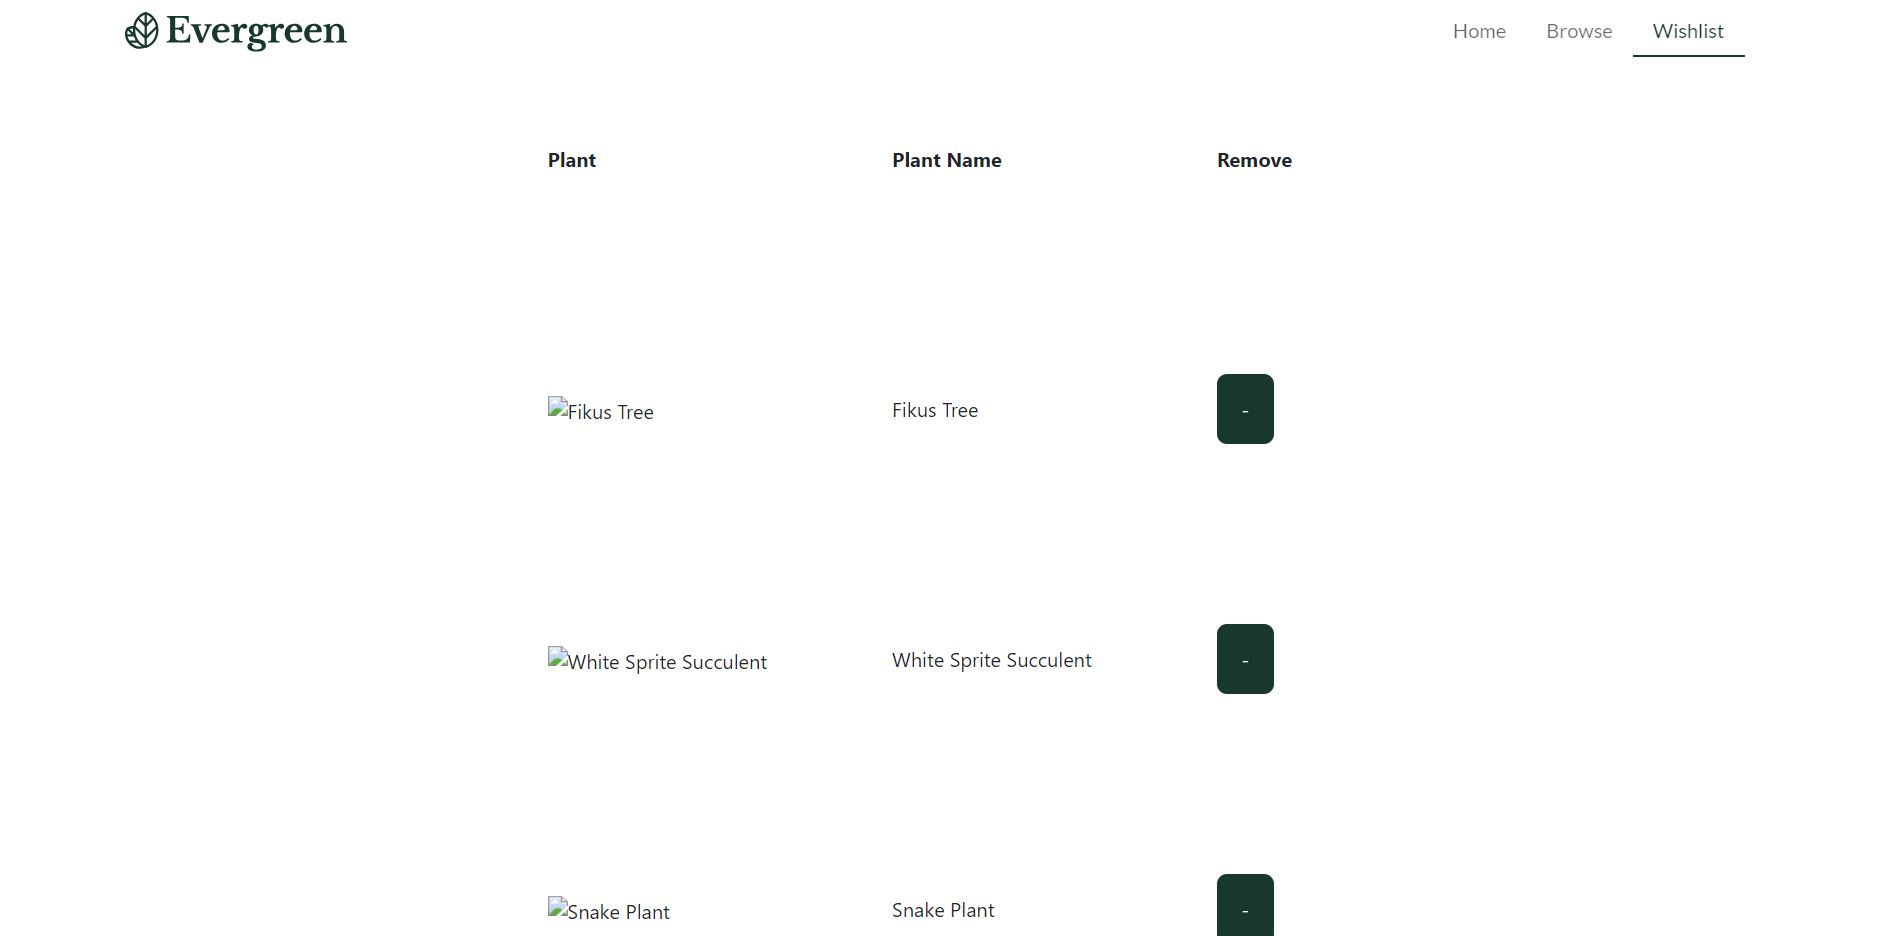 Evergreen Home Browse Wishlist
Plant Plant Name Remove
Fikus Tree Fikus Tree -
White Sprite Succulent White Sprite Succulent -
Snake Plant Snake Plant -